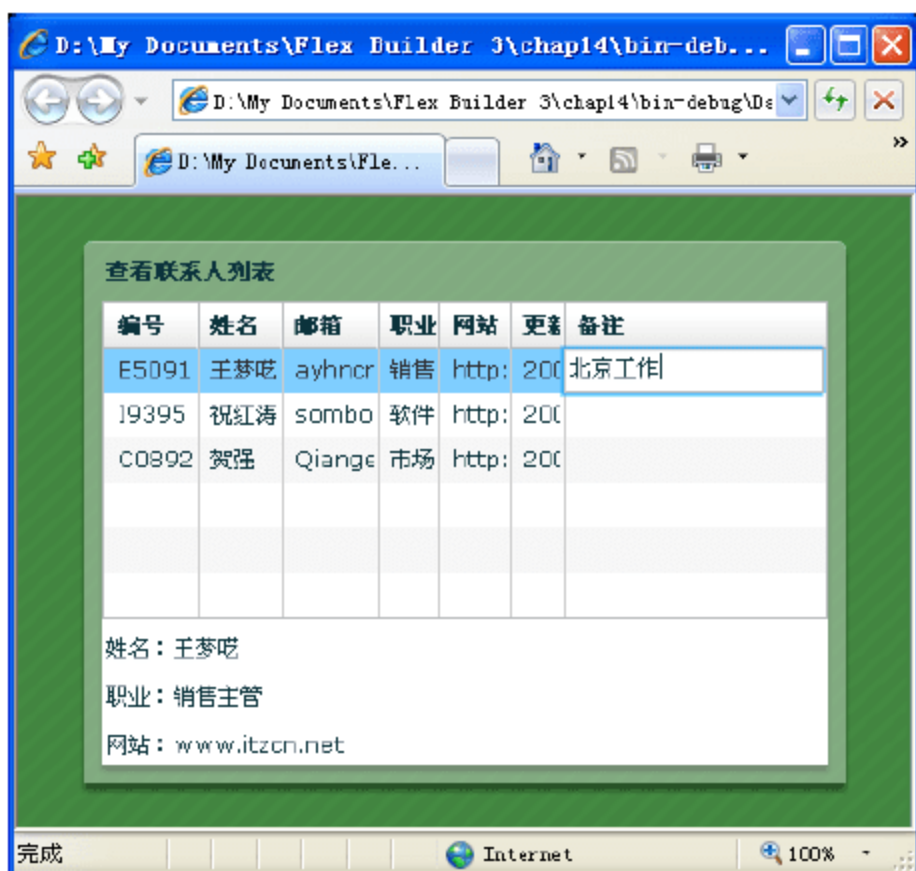 D:\My Documents\Flex Builder 3\chap14\bin-deb...
D:\My Documents\Flex Builder 3\chap14\bin-debug\Da
D:\My Documents\Fle...
查看联系人列表
编号 姓名 邮箱 职业 网站 更新 备注
E5091 王梦 ayhncr 销售 http: 200 北京工作
I9395 祝红涛 sombo 软件 http: 200
C0892 贺强 Qiange 市场 http: 200
姓名：王梦
职业：销售主管
网站：www.itzcn.net
完成 Internet 100%